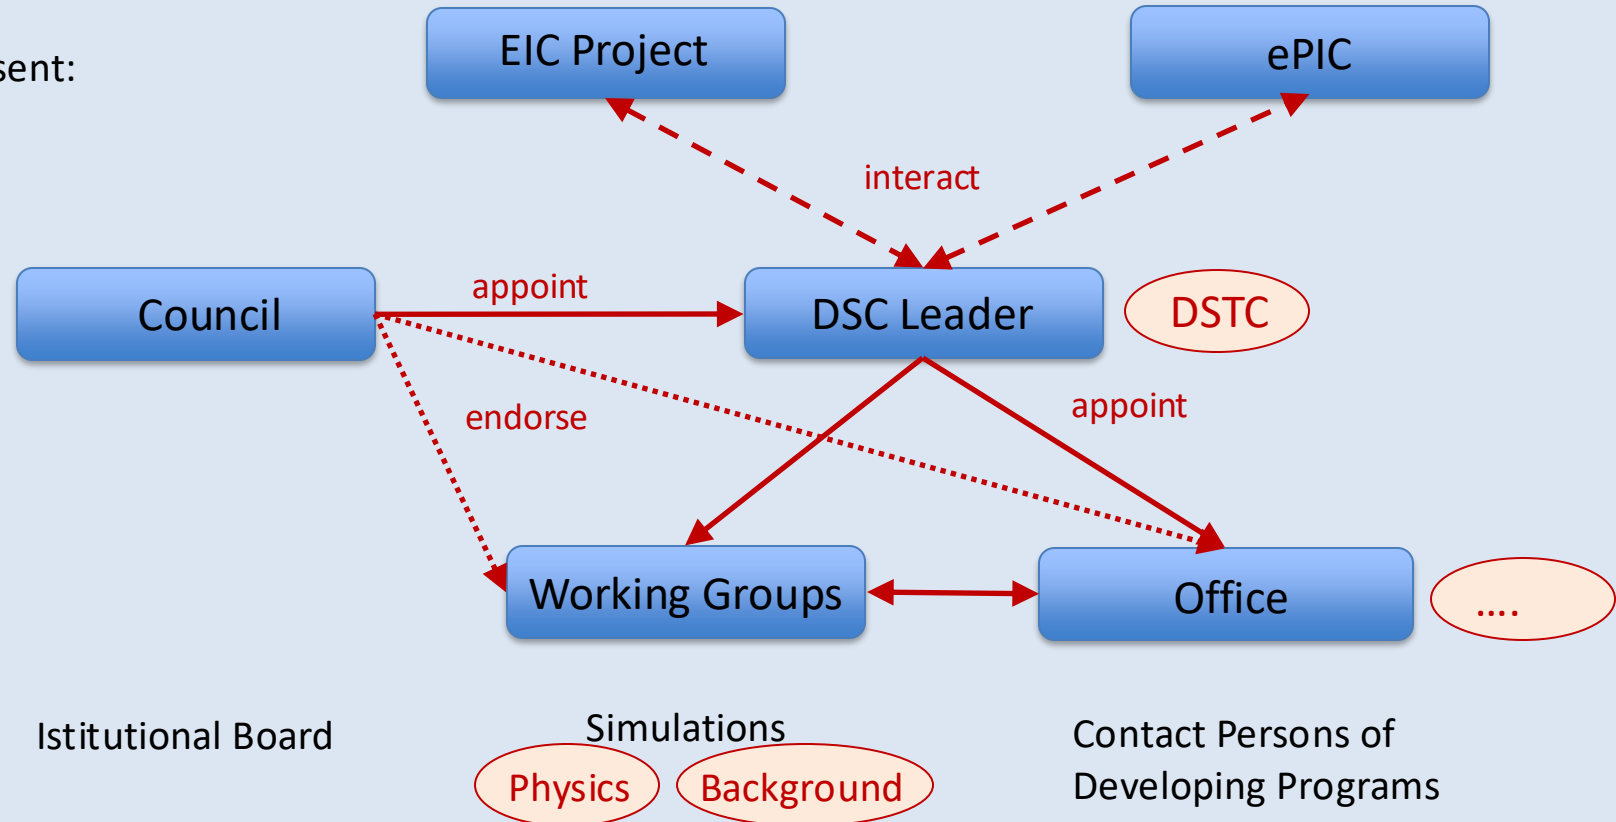 EIC Project
ePIC
sent:
interact
appoint
Council
DSC Leader
DSTC
endorse
appoint
Working Groups
Office
....
Istitutional Board
Simulations
Contact Persons of
Developing Programs
Physics
Background